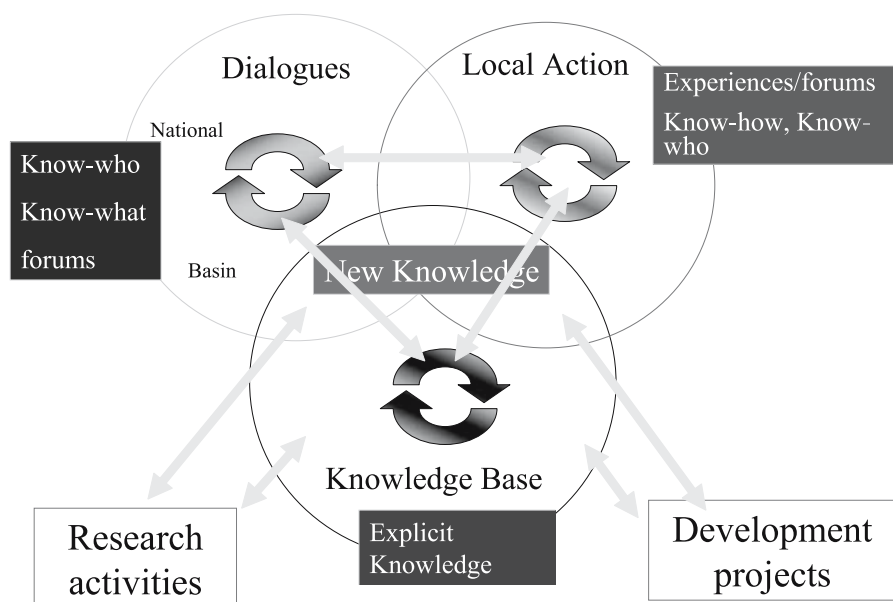 Dialogues
Local Action
Experiences/forums
Know-how, Know-
who
National
Know-who
Know-what
forums
Basin
New Knowledge
Knowledge Base
Explicit
Knowledge
Research
activities
Development
projects